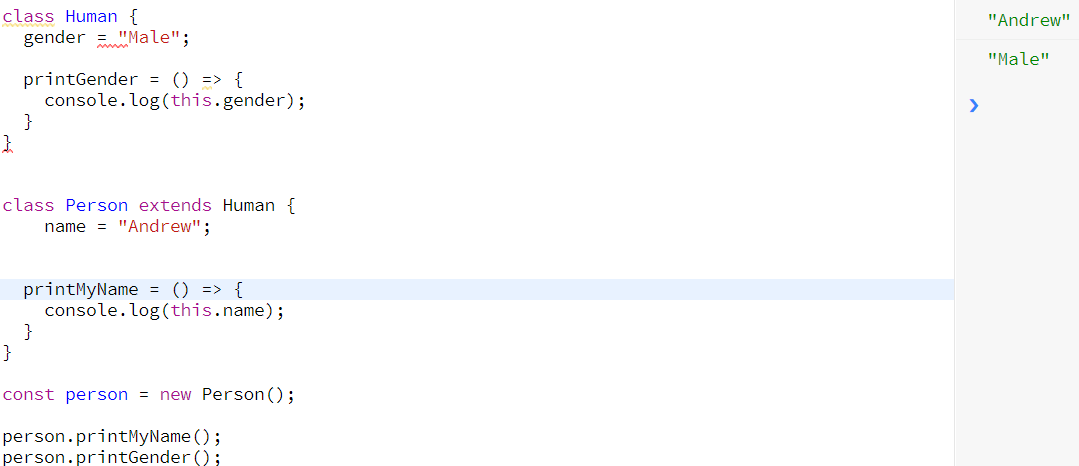 class Human {
  gender = "Male";
  printGender = () => {
    console.log(this.gender);
  }
}
class Person extends Human {
    name = "Andrew";
  printMyName = () => {
    console.log(this.name);
  }
}
const person = new Person();
person.printMyName();
person.printGender();
"Andrew"
"Male"
❯